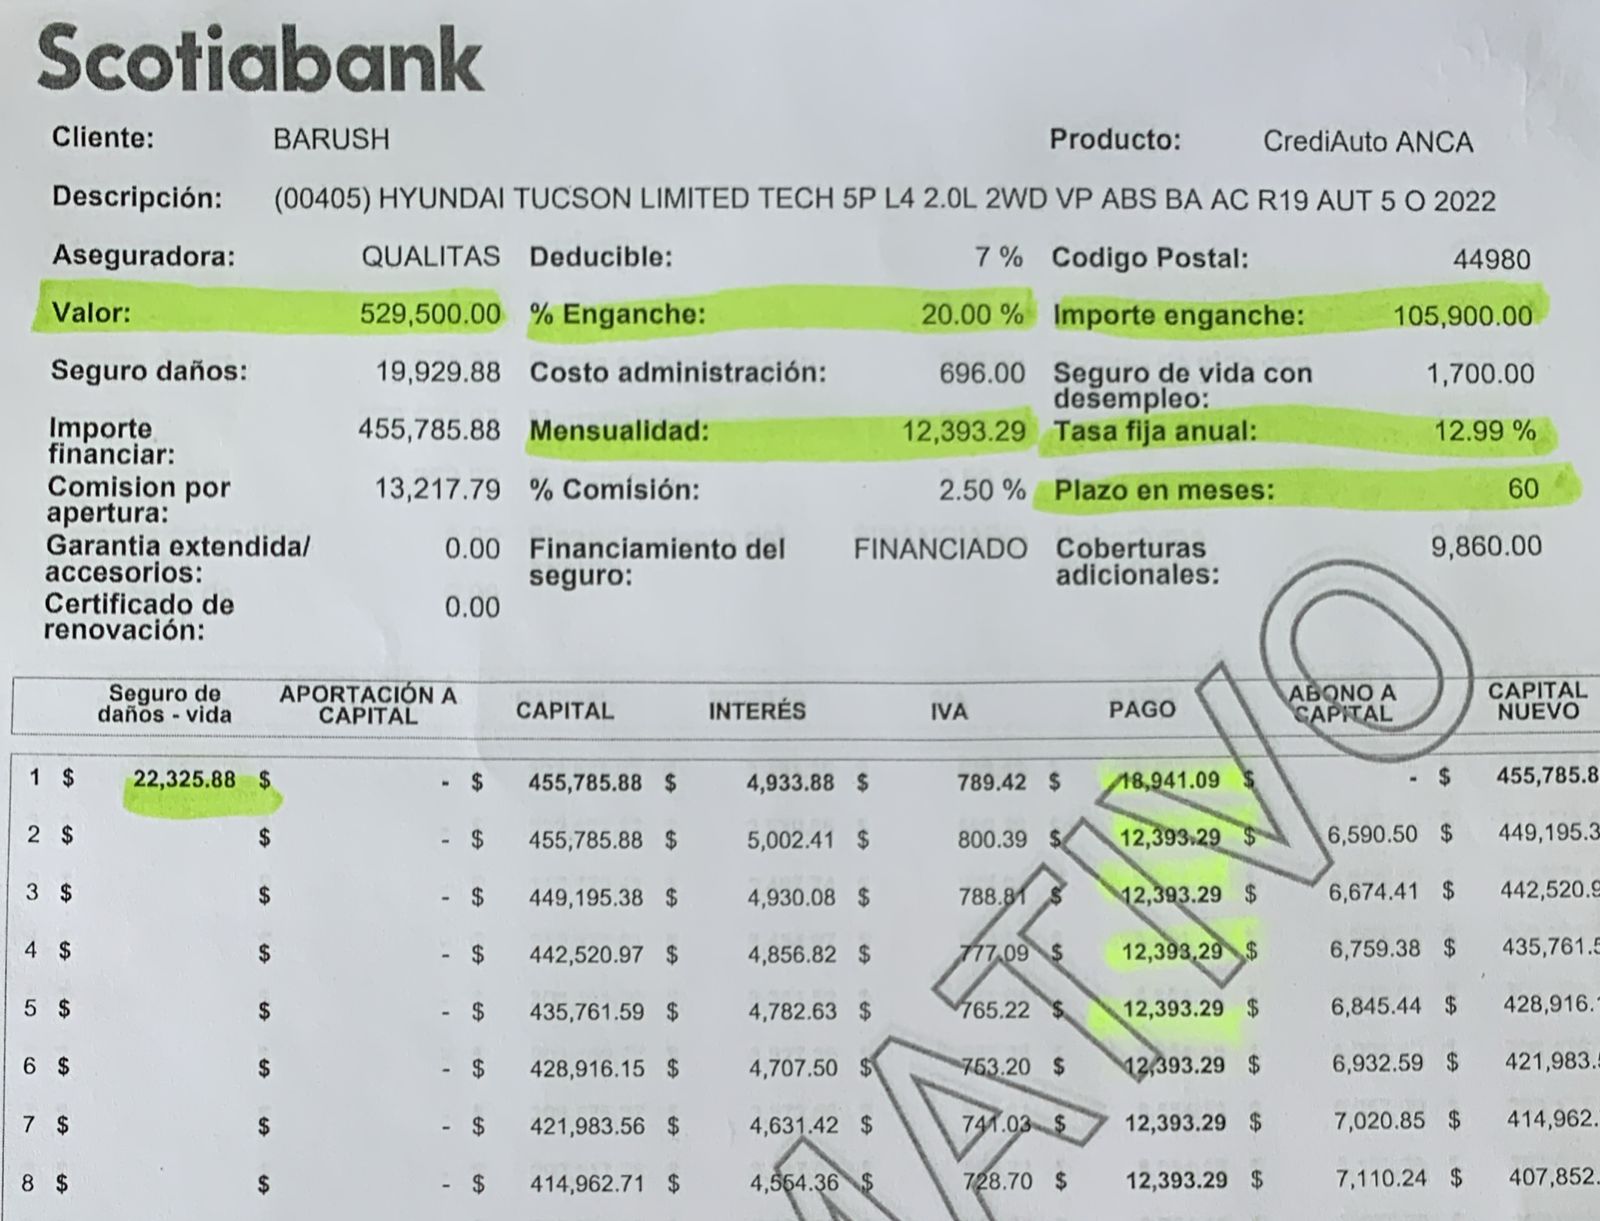 Scotiabank
Cliente: BARUSH Producto: CrediAuto ANCA
Descripción: (00405) HYUNDAI TUCSON LIMITED TECH 5P L4 2.0L 2WD VP ABS BA AC R19 AUT 5 O 2022
Aseguradora: QUALITAS Deducible: 7 % Codigo Postal: 44980
Valor: 529,500.00 % Enganche: 20.00 % Importe enganche: 105,900.00
Seguro daños: 19,929.88 Costo administración: 696.00 Seguro de vida con desempleo: 1,700.00
Importe financiar: 455,785.88 Mensualidad: 12,393.29 Tasa fija anual: 12.99 %
Comision por apertura: 13,217.79 % Comisión: 2.50 % Plazo en meses: 60
Garantia extendida/ accesorios: 0.00 Financiamiento del seguro: FINANCIADO Coberturas adicionales: 9,860.00
Certificado de renovación: 0.00
Seguro de daños - vida APORTACIÓN A CAPITAL CAPITAL INTERÉS IVA PAGO ABONO A CAPITAL CAPITAL NUEVO
1 $ 22,325.88 $ - $ 455,785.88 $ 4,933.88 $ 789.42 $ 18,941.09 $ - $ 455,785.8
2 $ $ - $ 455,785.88 $ 5,002.41 $ 800.39 $ 12,393.29 $ 6,590.50 $ 449,195.3
3 $ $ - $ 449,195.38 $ 4,930.08 $ 788.81 $ 12,393.29 $ 6,674.41 $ 442,520.9
4 $ $ - $ 442,520.97 $ 4,856.82 $ 777.09 $ 12,393.29 $ 6,759.38 $ 435,761.5
5 $ $ - $ 435,761.59 $ 4,782.63 $ 765.22 $ 12,393.29 $ 6,845.44 $ 428,916.
6 $ $ - $ 428,916.15 $ 4,707.50 $ 753.20 $ 12,393.29 $ 6,932.59 $ 421,983.
7 $ $ - $ 421,983.56 $ 4,631.42 $ 741.03 $ 12,393.29 $ 7,020.85 $ 414,962.
8 $ $ - $ 414,962.71 $ 4,554.36 $ 728.70 $ 12,393.29 $ 7,110.24 $ 407,852.
MATIVO